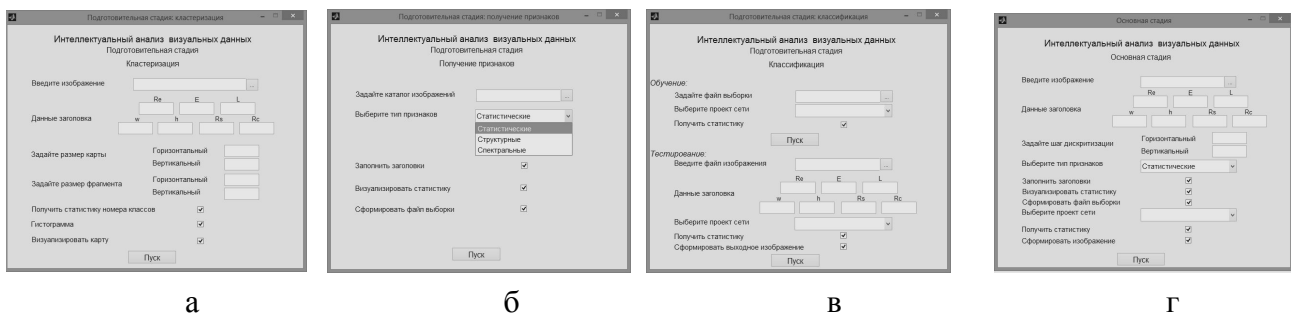 Подготовительная стадия: кластеризация
Интеллектуальный анализ визуальных данных
Подготовительная стадия
Кластеризация
Введите изображение ...
Re E L
Данные заголовка
w h Rs Rc
Задайте размер карты
Горизонтальный
Вертикальный
Задайте размер фрагмента
Горизонтальный
Вертикальный
Получить статистику номера классов
Гистограмма
Визуализировать карту
Пуск
а
Подготовительная стадия: получение признаков
Интеллектуальный анализ визуальных данных
Подготовительная стадия
Получение признаков
Задайте каталог изображений ...
Выберите тип признаков Статистические
Статистические
Структурные
Спектральные
Заполнить заголовки
Визуализировать статистику
Сформировать файл выборки
Пуск
б
Подготовительная стадия: классификация
Интеллектуальный анализ визуальных данных
Подготовительная стадия
Классификация
Обучение:
Задайте файл выборки ...
Выберите проект сети
Получить статистику
Пуск
Тестирование:
Введите файл изображения ...
Re E L
Данные заголовка
w h Rs Rc
Выберите проект сети
Получить статистику
Сформировать выходное изображение
Пуск
в
Основная стадия
Интеллектуальный анализ визуальных данных
Основная стадия
Введите изображение ...
Re E L
Данные заголовка
w h Rs Rc
Задайте шаг дискритизации
Горизонтальный
Вертикальный
Выберите тип признаков Статистические
Заполнить заголовки
Визуализировать статистику
Сформировать файл выборки
Выберите проект сети
Получить статистику
Сформировать изображение
Пуск
г